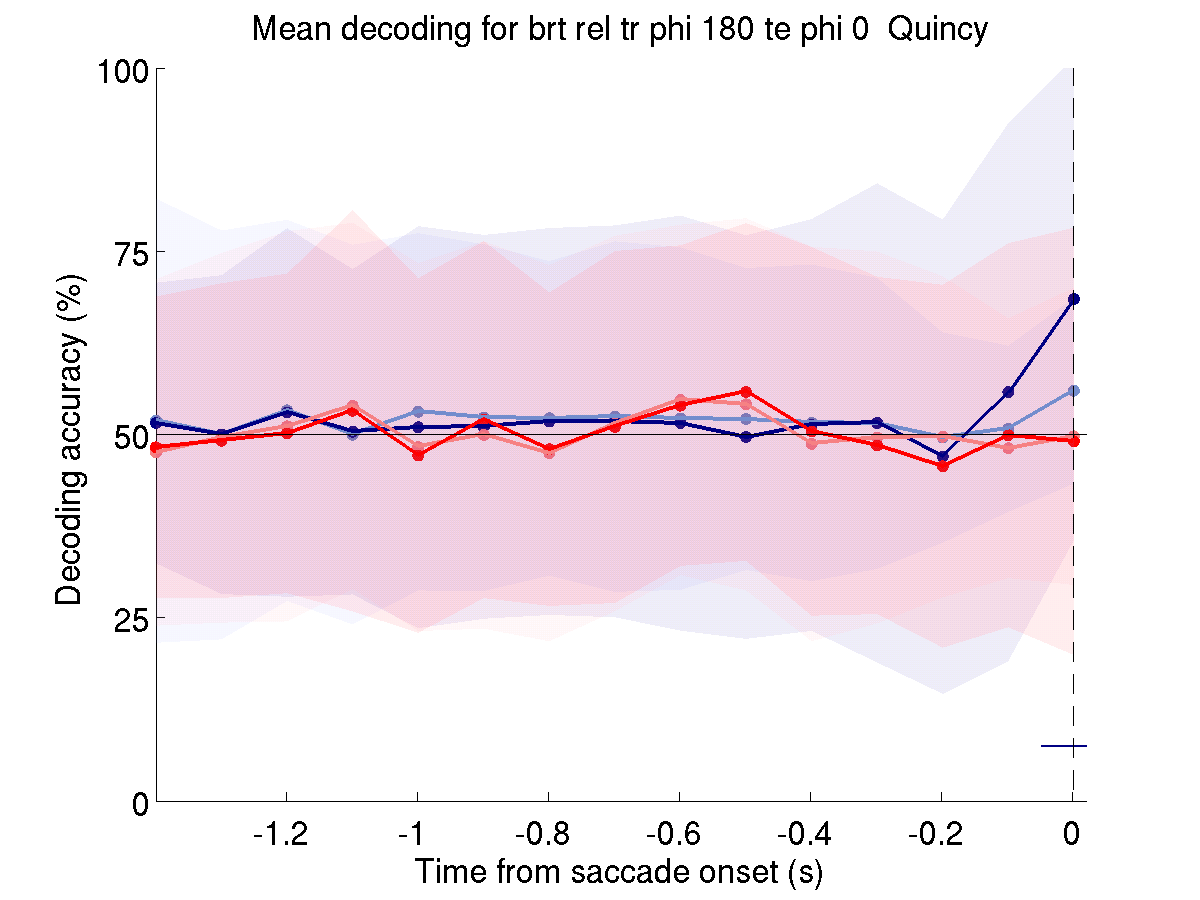 Mean decoding for brt rel tr phi 180 te phi 0  Quincy
100
75
50
25
0
Decoding accuracy (%)
-1.2 -1 -0.8 -0.6 -0.4 -0.2 0
Time from saccade onset (s)